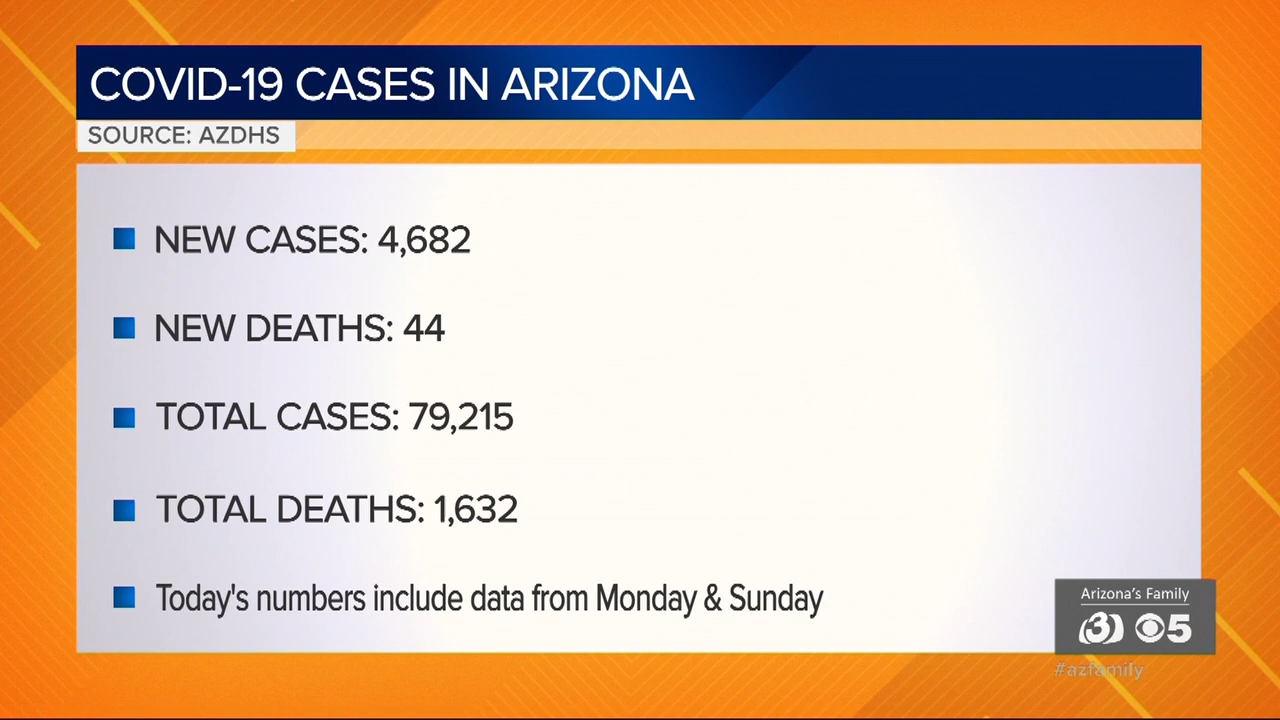 COVID-19 CASES IN ARIZONA
SOURCE: AZDHS
NEW CASES: 4,682
NEW DEATHS: 44
TOTAL CASES: 79,215
TOTAL DEATHS: 1,632
Today's numbers include data from Monday & Sunday
Arizona's Family
3 5
#azfamily